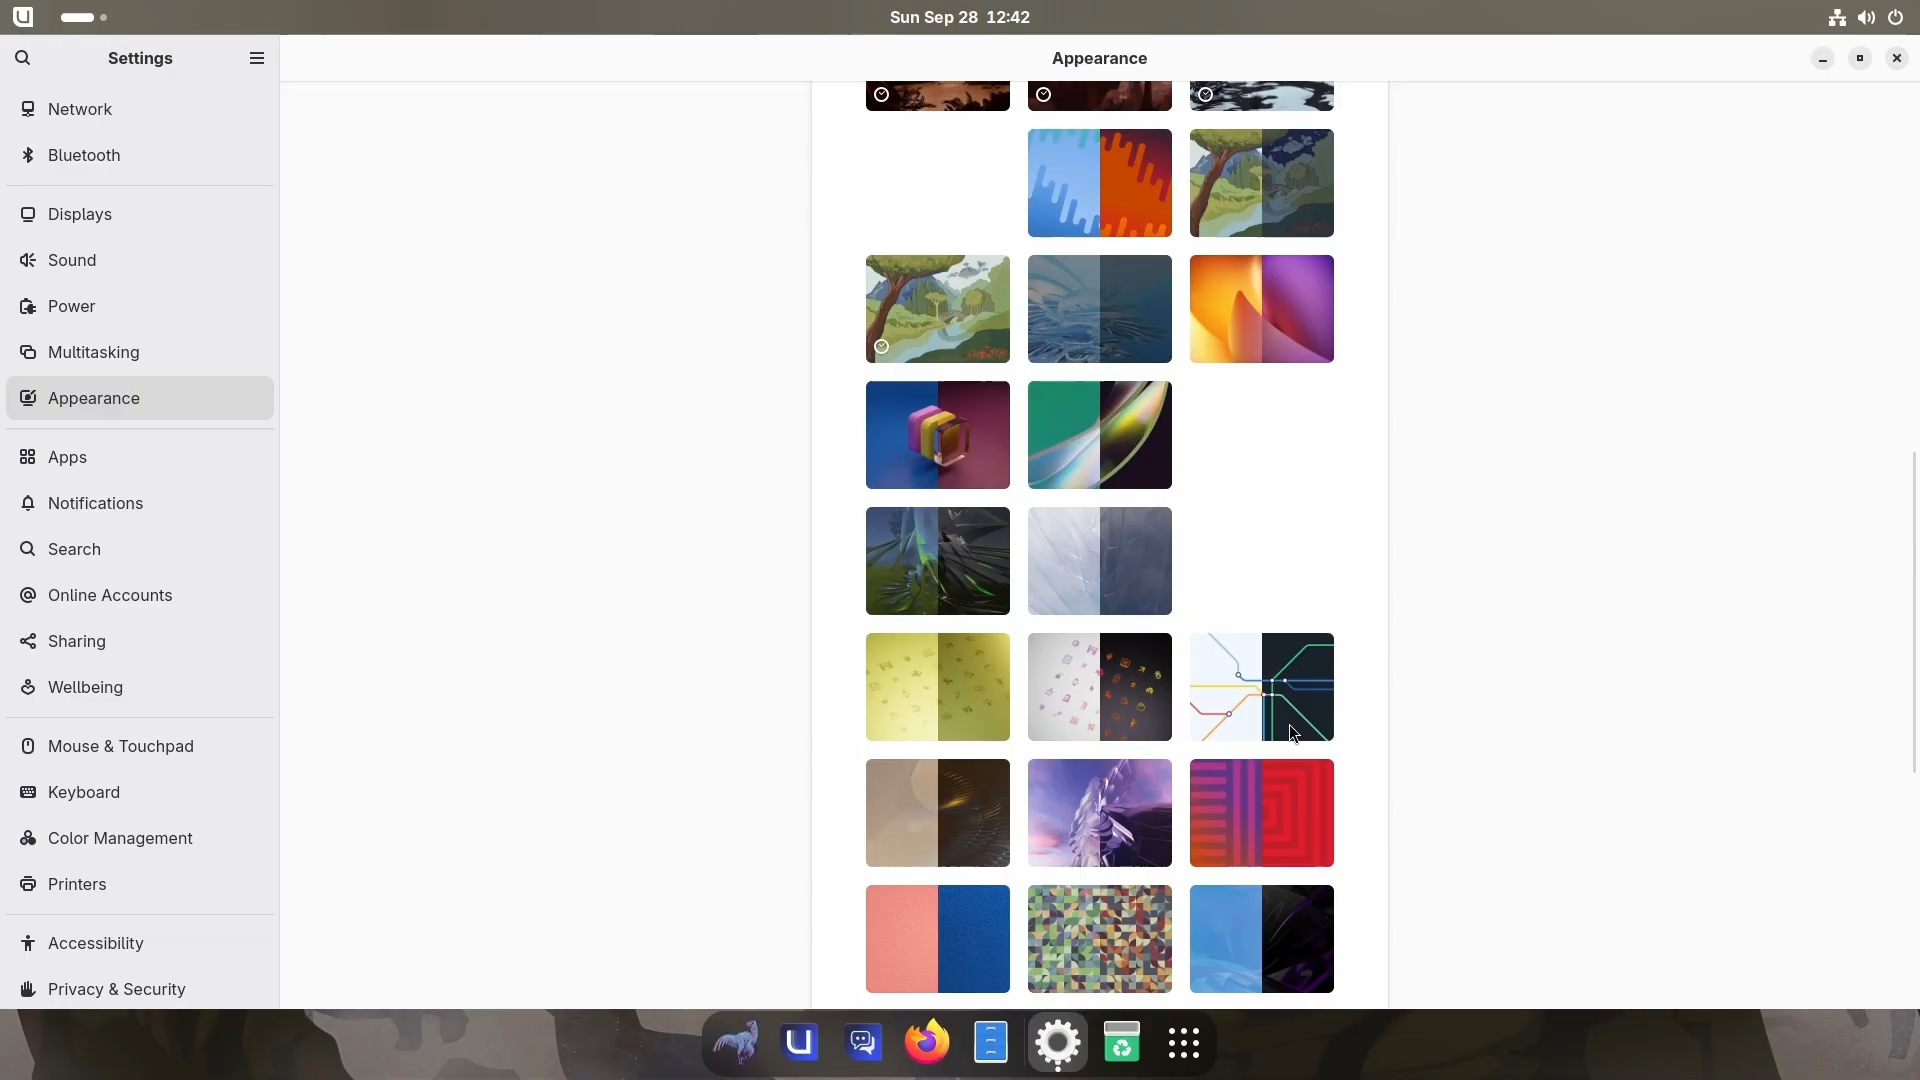 Sun Sep 28 12:42
Settings
Appearance
Network
Bluetooth
Displays
Sound
Power
Multitasking
Appearance
Apps
Notifications
Search
Online Accounts
Sharing
Wellbeing
Mouse & Touchpad
Keyboard
Color Management
Printers
Accessibility
Privacy & Security